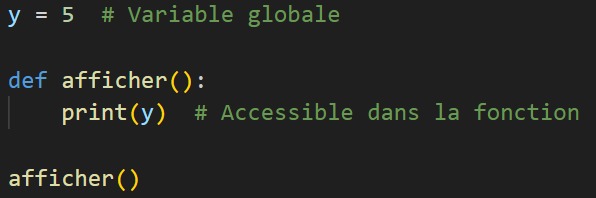 y = 5  # Variable globale
def afficher():
    print(y)  # Accessible dans la fonction
afficher()